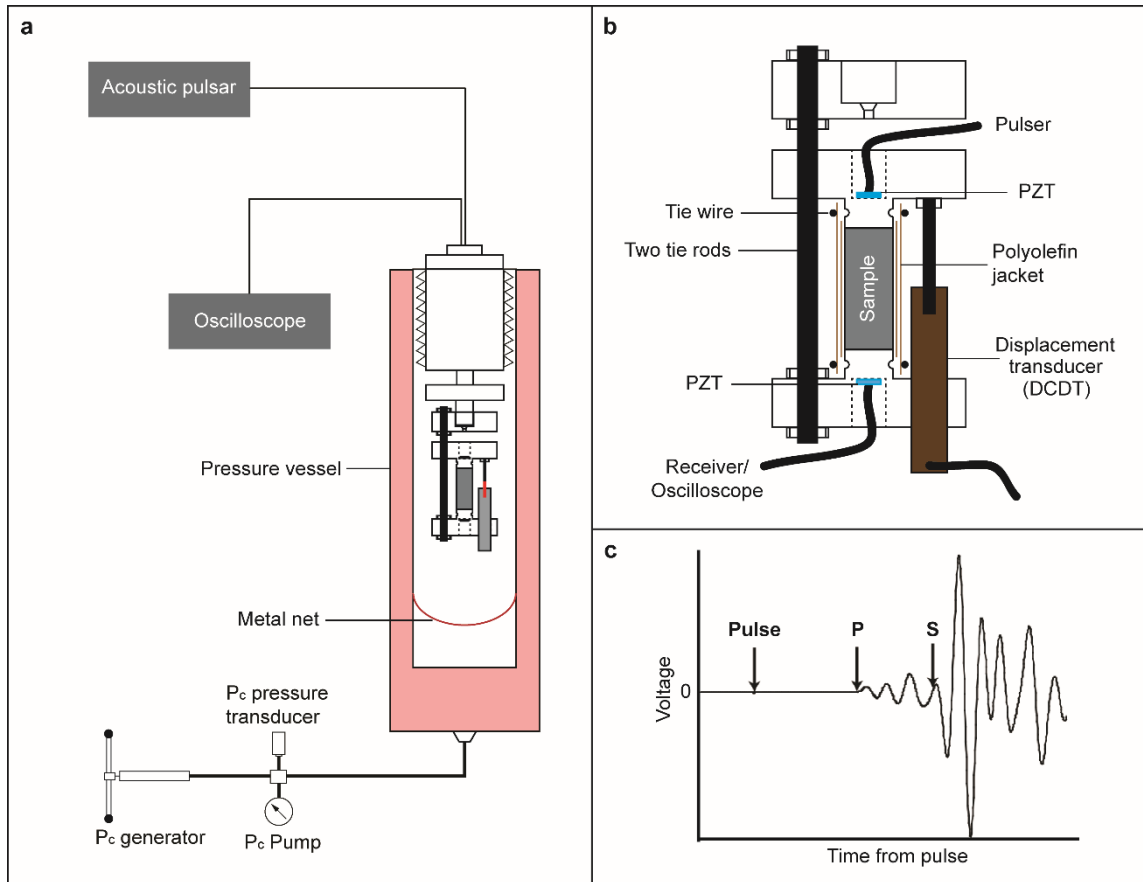 a
Acoustic pulsar
Oscilloscope
Pressure vessel
Metal net
Pc pressure
transducer
Pc generator
Pc Pump
b
Pulser
PZT
Tie wire
Two tie rods
Polyolefin
jacket
Sample
Displacement
transducer
(DCDT)
PZT
Receiver/
Oscilloscope
c
Pulse
P
S
Voltage
0
Time from pulse